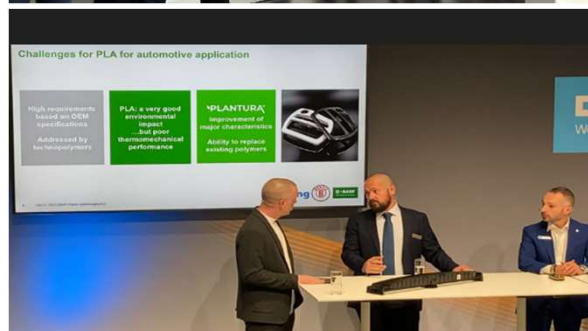 Challenges for PLA for automotive application
High requirements
based on OEM
specifications
Addressed by
technopolymers
PLA: a very good
environmental
impact
....but poor
thermomechanical
performance
PLANTURA
Improvement of
major characteristics
Ability to replace
existing polymers
BASF